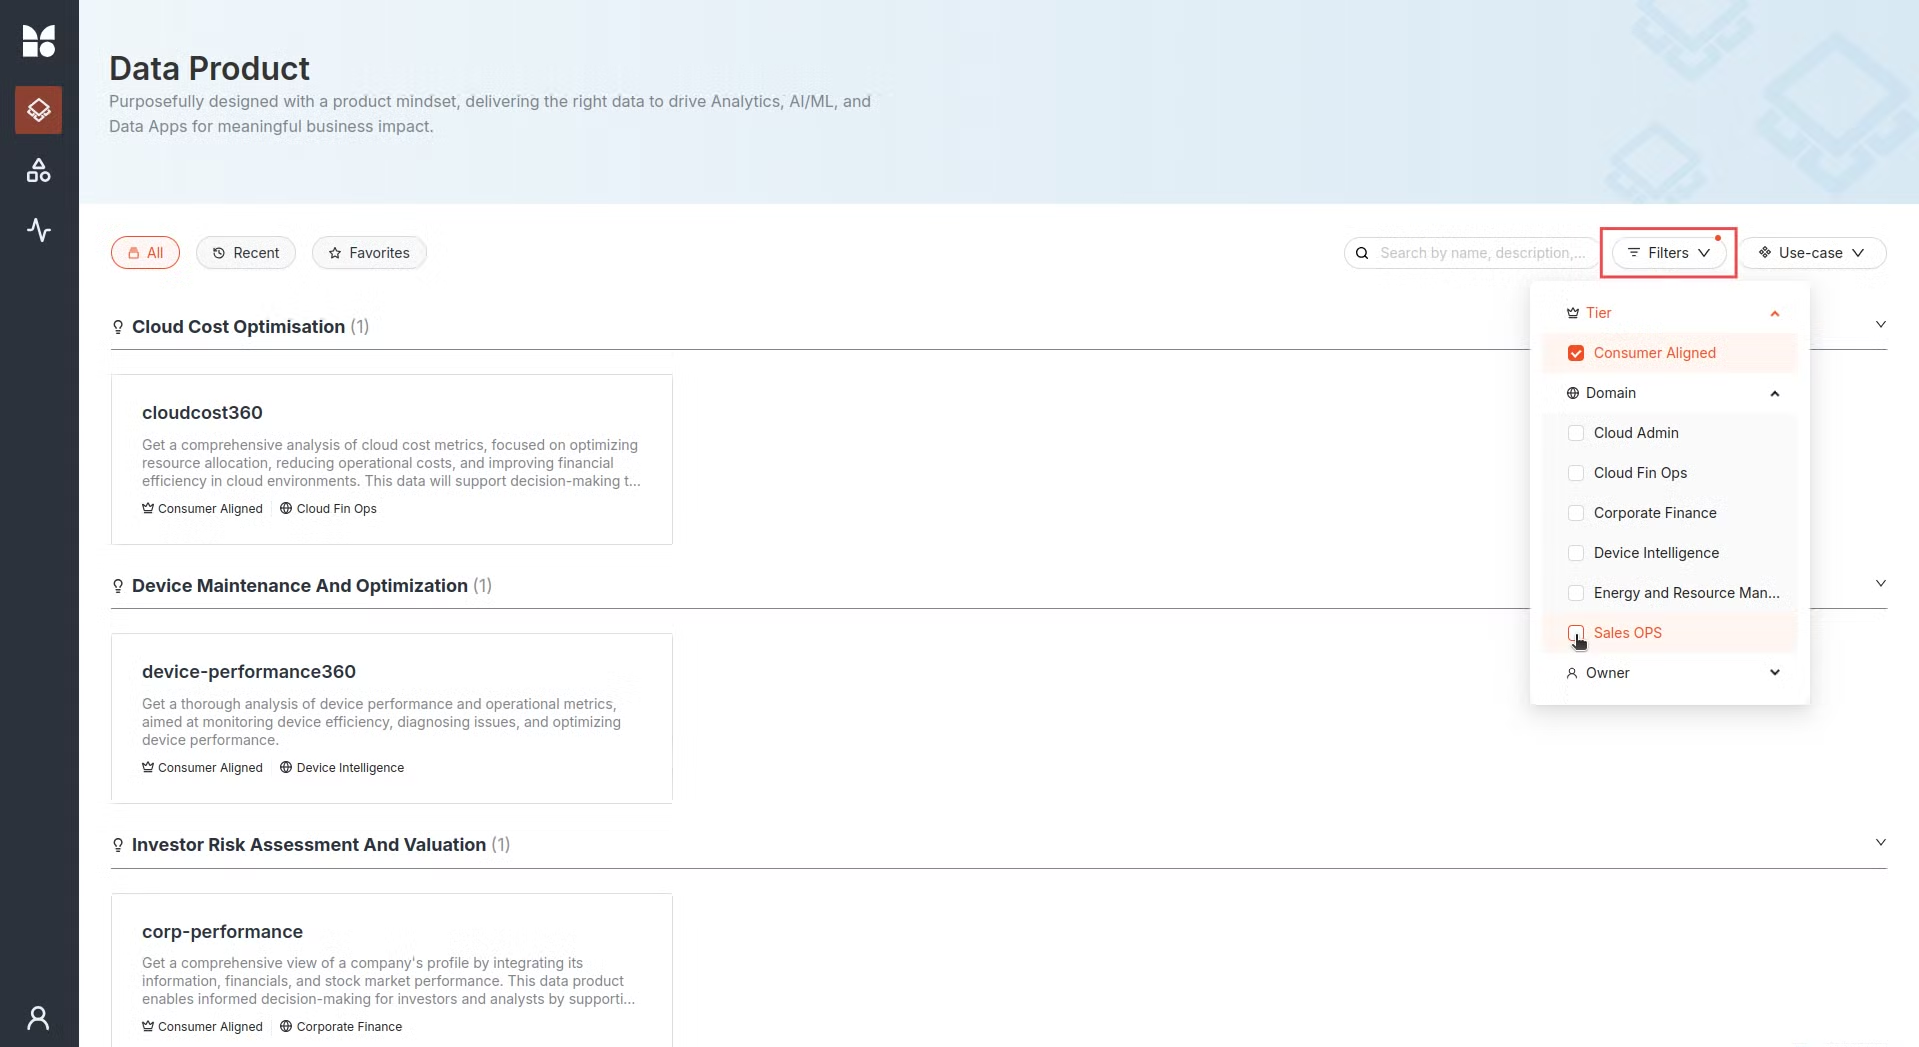 Data Product
Purposefully designed with a product mindset, delivering the right data to drive Analytics, AI/ML, and
Data Apps for meaningful business impact.
All
Recent
Favorites
Search by name, description,...
Filters
Use-case
Cloud Cost Optimisation (1)
cloudcost360
Get a comprehensive analysis of cloud cost metrics, focused on optimizing
resource allocation, reducing operational costs, and improving financial
efficiency in cloud environments. This data will support decision-making t...
Consumer Aligned
Cloud Fin Ops
Device Maintenance And Optimization (1)
device-performance360
Get a thorough analysis of device performance and operational metrics,
aimed at monitoring device efficiency, diagnosing issues, and optimizing
device performance.
Consumer Aligned
Device Intelligence
Investor Risk Assessment And Valuation (1)
corp-performance
Get a comprehensive view of a company's profile by integrating its
information, financials, and stock market performance. This data product
enables informed decision-making for investors and analysts by supporti...
Consumer Aligned
Corporate Finance
Tier
Consumer Aligned
Domain
Cloud Admin
Cloud Fin Ops
Corporate Finance
Device Intelligence
Energy and Resource Man...
Sales OPS
Owner